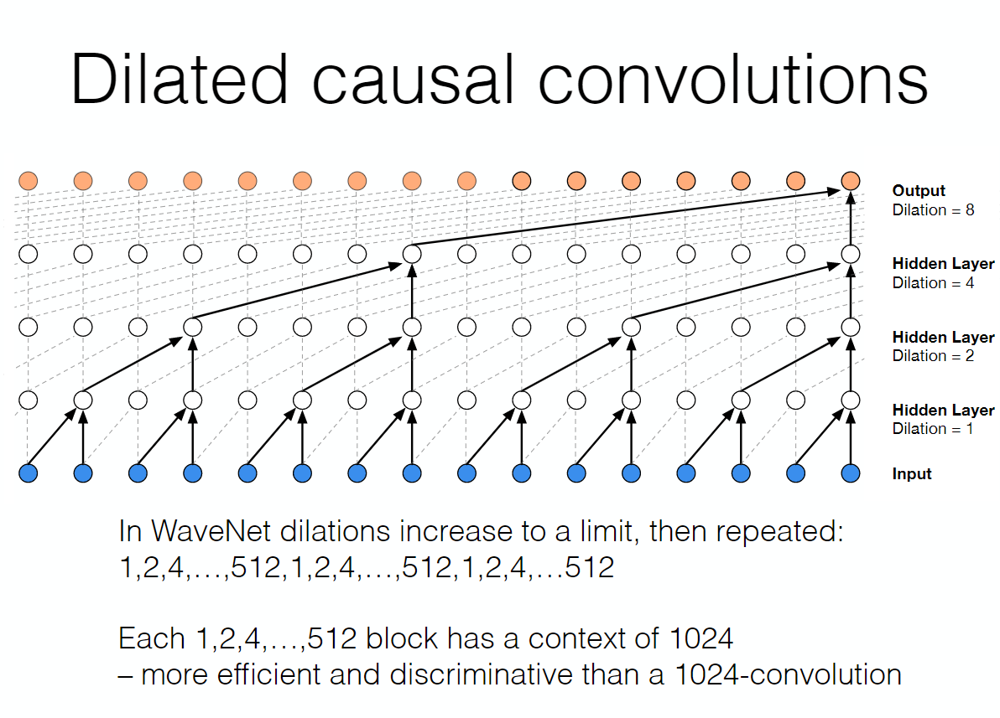 Dilated causal convolutions
Output
Dilation = 8
Hidden Layer
Dilation = 4
Hidden Layer
Dilation = 2
Hidden Layer
Dilation = 1
Input
In WaveNet dilations increase to a limit, then repeated:
1,2,4,…,512,1,2,4,…,512,1,2,4,…512
Each 1,2,4,…,512 block has a context of 1024
– more efficient and discriminative than a 1024-convolution